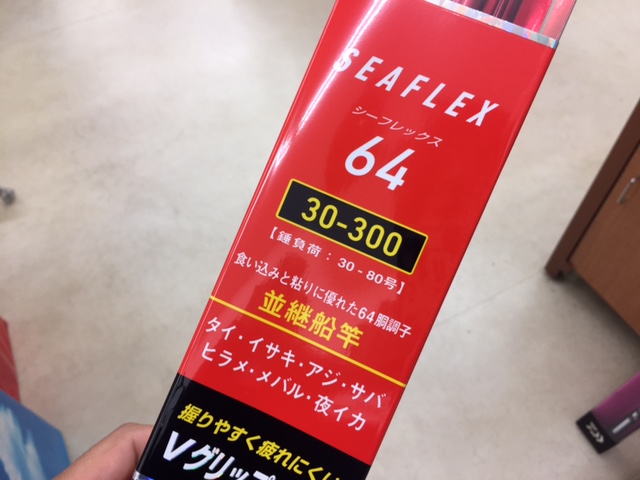 SEAFLEX
シーフレックス
64
30-300
【錘負荷：30-80号】
食い込みと粘りに優れた64胴調子
並継船竿
タイ・イサキ・アジ・サバ
ヒラメ・メバル・夜イカ
握りやすく疲れにくい
Vグリップ